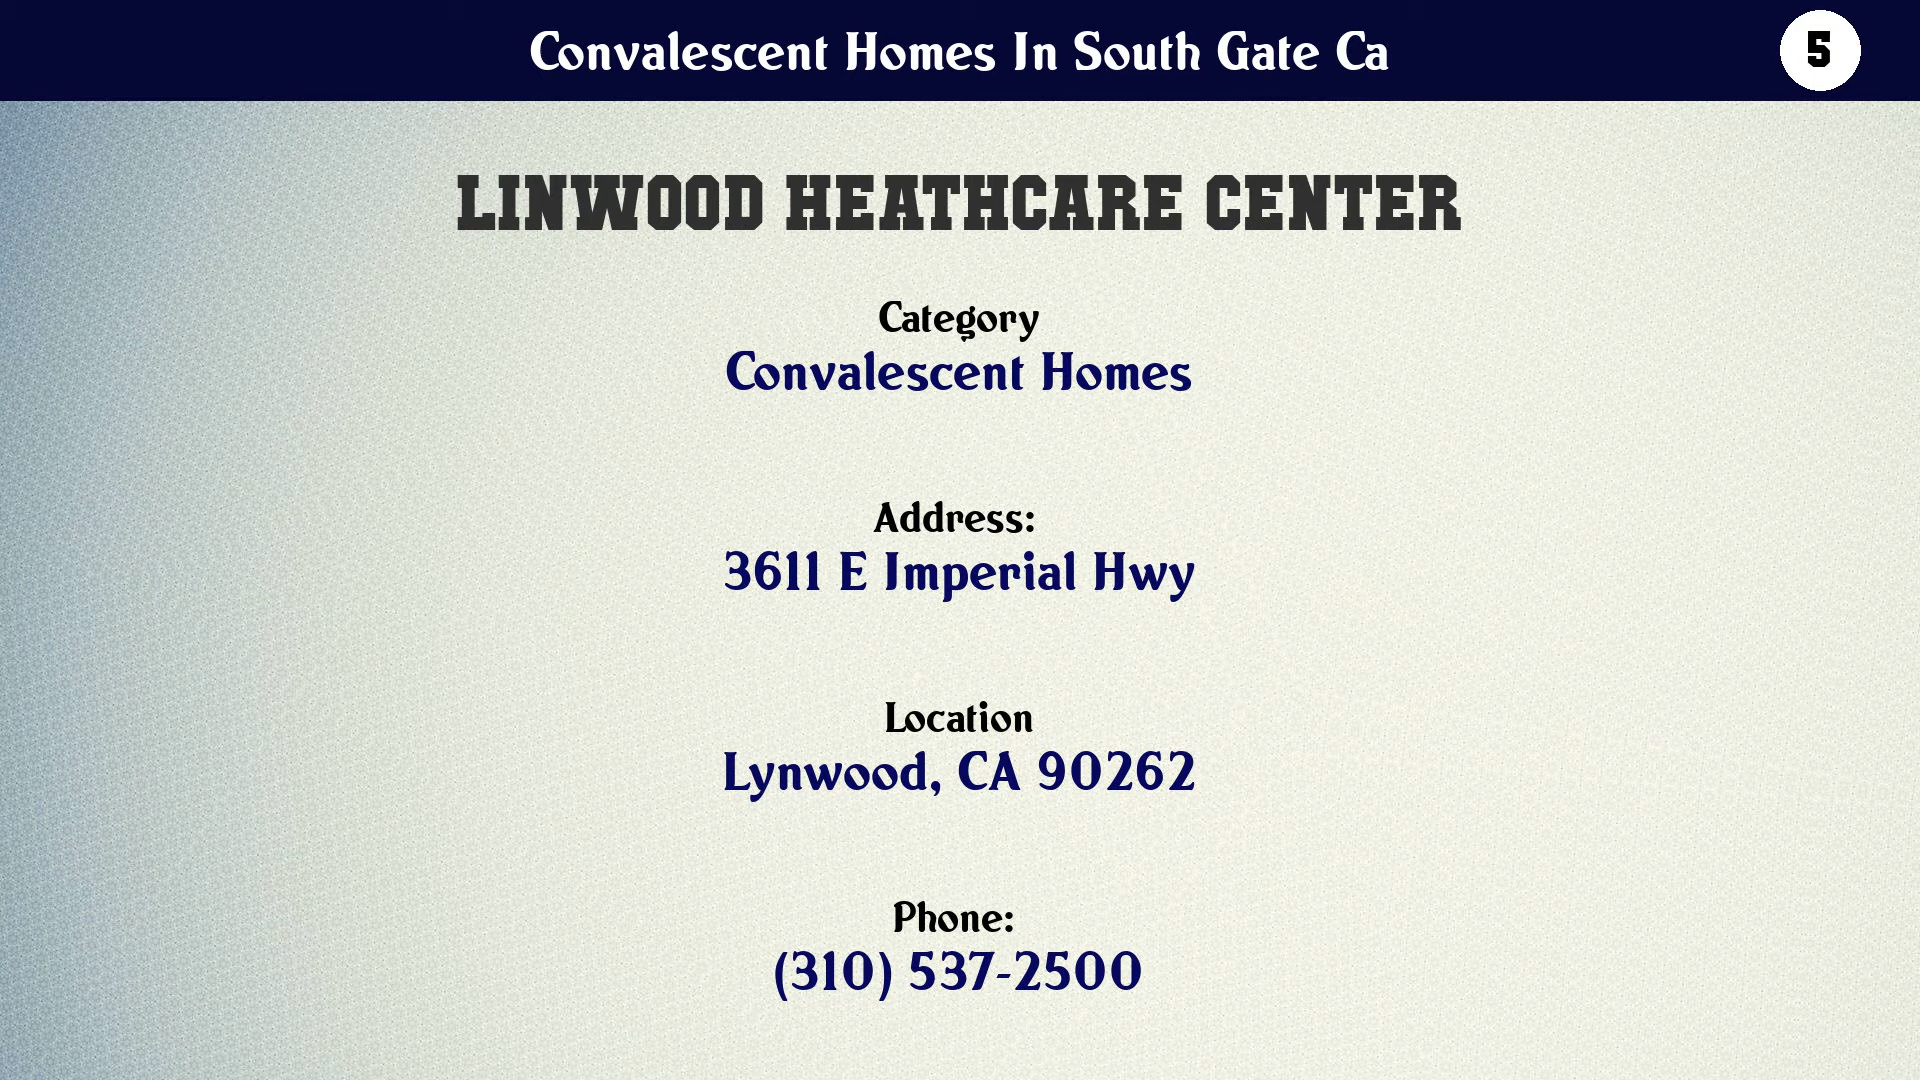 Convalescent Homes In South Gate Ca
5
LINWOOD HEATHCARE CENTER
Category
Convalescent Homes
Address:
3611 E Imperial Hwy
Location
Lynwood, CA 90262
Phone:
(310) 537-2500